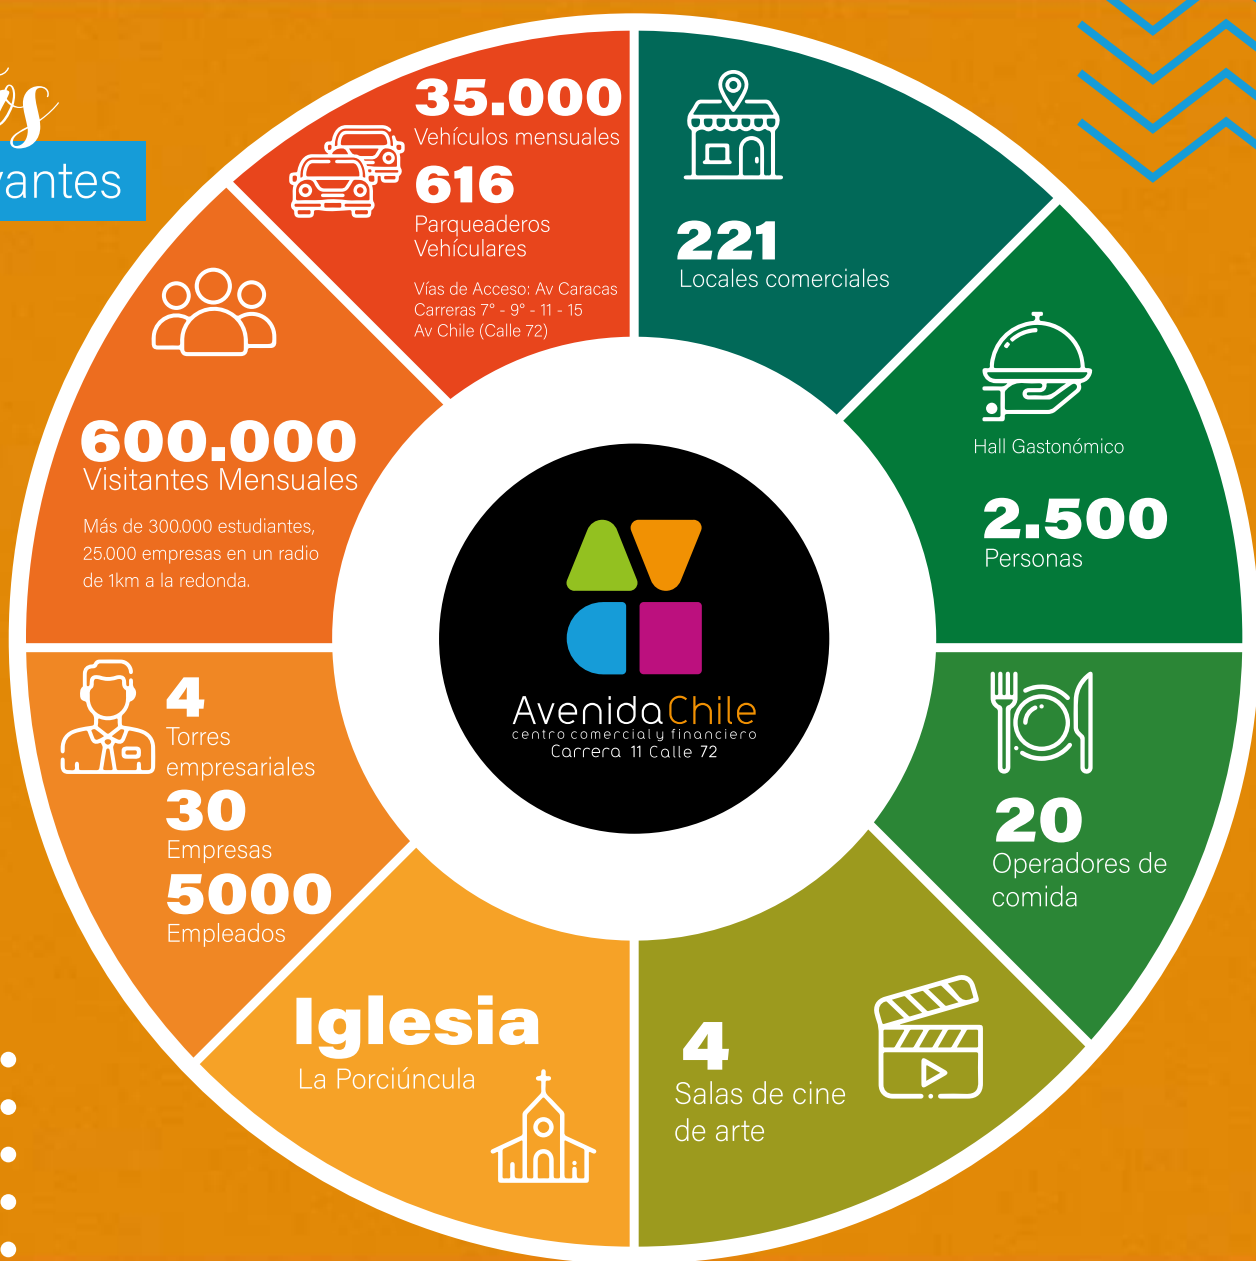 35.000
Vehículos mensuales
616
Parqueaderos
Vehículares
Vías de Acceso: Av Caracas
Carreras 7° - 9° - 11 - 15
Av Chile (Calle 72)
221
Locales comerciales
Hall Gastonómico
2.500
Personas
20
Operadores de
comida
4
Salas de cine
de arte
Iglesia
La Porciúncula
4
Torres
empresariales
30
Empresas
5000
Empleados
600.000
Visitantes Mensuales
Más de 300.000 estudiantes,
25.000 empresas en un radio
de 1km a la redonda.
AvenidaChile
centro comercial y financiero
Carrera 11 Calle 72